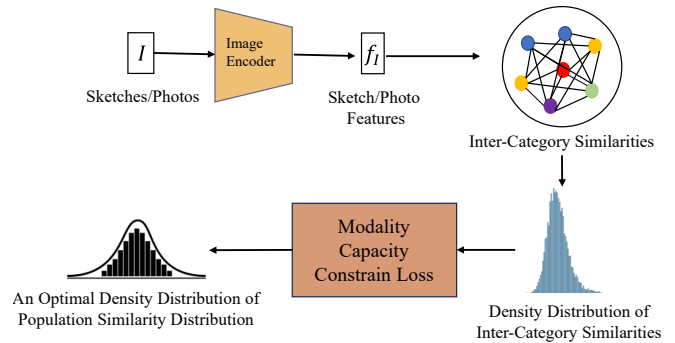 I
Image
Encoder
f_I
Sketches/Photos
Sketch/Photo
Features
Inter-Category Similarities
Modality
Capacity
Constrain Loss
An Optimal Density Distribution of
Population Similarity Distribution
Density Distribution of
Inter-Category Similarities